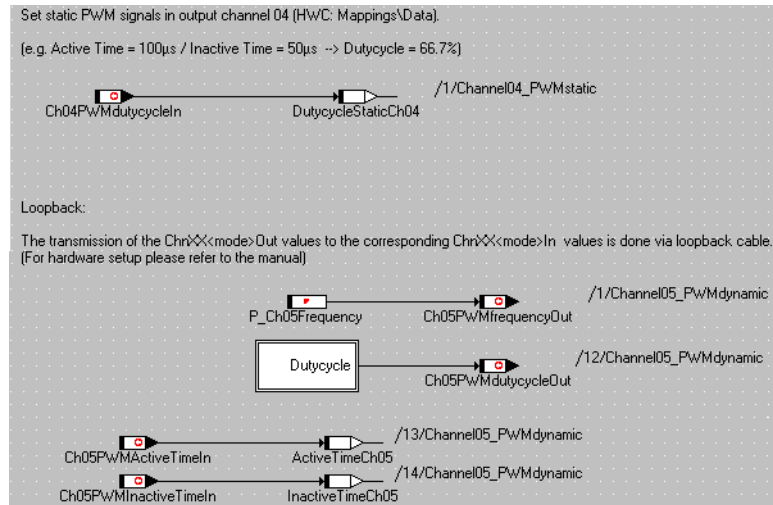 Set static PWM signals in output channel 04 (HWC: Mappings\Data).
(e.g. Active Time = 100µs / Inactive Time = 50µs --> Dutycycle = 66.7%)
/1/Channel04_PWMstatic
Ch04PWMdutycycleIn DutycycleStaticCh04
Loopback:
The transmission of the ChnXX<mode>Out values to the corresponding ChnXX<mode>In values is done via loopback cable.
(For hardware setup please refer to the manual)
/1/Channel05_PWMdynamic
P_Ch05Frequency Ch05PWMfrequencyOut
Dutycycle /12/Channel05_PWMdynamic
Ch05PWMdutycycleOut
/13/Channel05_PWMdynamic
Ch05PWMActiveTimeIn ActiveTimeCh05
/14/Channel05_PWMdynamic
Ch05PWMInactiveTimeIn InactiveTimeCh05